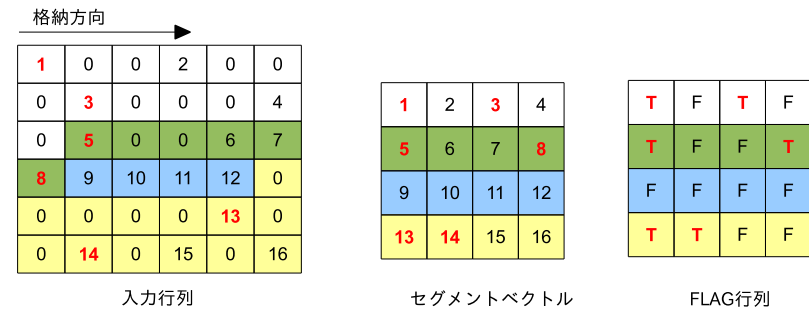 格納方向
1 0 0 2 0 0
0 3 0 0 0 4
0 5 0 0 6 7
8 9 10 11 12 0
0 0 0 0 13 0
0 14 0 15 0 16
入力行列
1 2 3 4
5 6 7 8
9 10 11 12
13 14 15 16
セグメントベクトル
T F T F
T F F T
F F F F
T T F F
FLAG行列